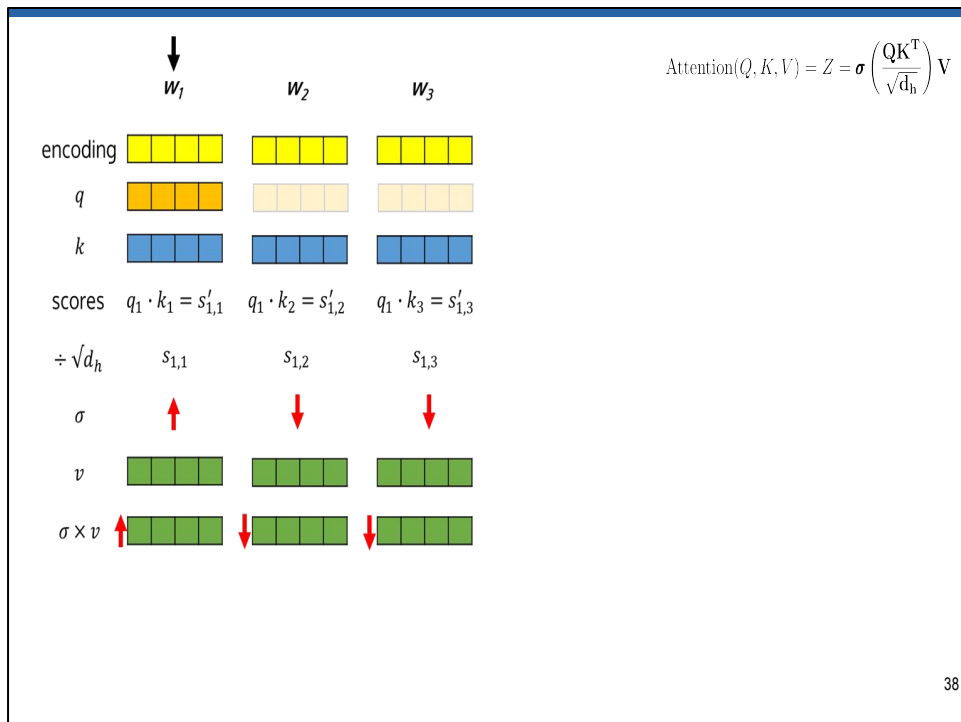 Attention(Q, K, V) = Z = σ(QKᵀ/√d_h) V
w₁ w₂ w₃
encoding
q
k
scores q₁ · k₁ = s′₁,₁ q₁ · k₂ = s′₁,₂ q₁ · k₃ = s′₁,₃
÷ √d_h s₁,₁ s₁,₂ s₁,₃
σ
v
σ × v
38